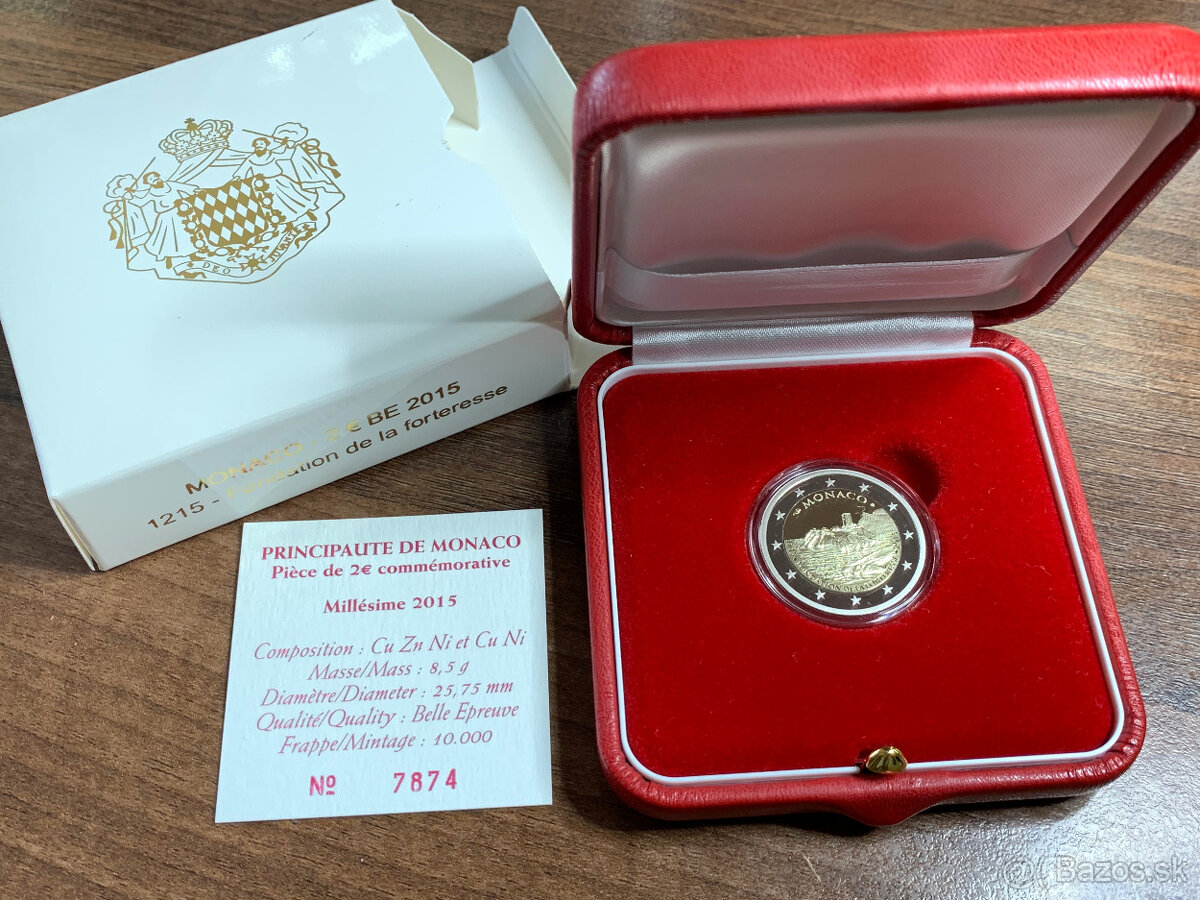 DEO JUVANTE
MONACO : 2 € BE 2015
1215 - Fondation de la forteresse
PRINCIPAUTE DE MONACO
Pièce de 2€ commémorative
Millésime 2015
Composition : Cu Zn Ni et Cu Ni
Masse/Mass : 8,5 g
Diamètre/Diameter : 25,75 mm
Qualité/Quality : Belle Epreuve
Frappe/Mintage : 10.000
Nº 7874
MONACO
Bazos.sk